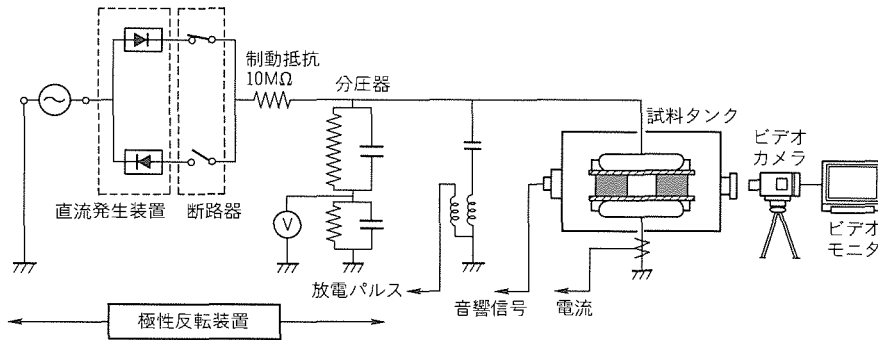 制動抵抗
10MΩ
分圧器
試料タンク
ビデオ
カメラ
直流発生装置
断路器
V
ビデオ
モニタ
放電パルス
音響信号
電流
極性反転装置